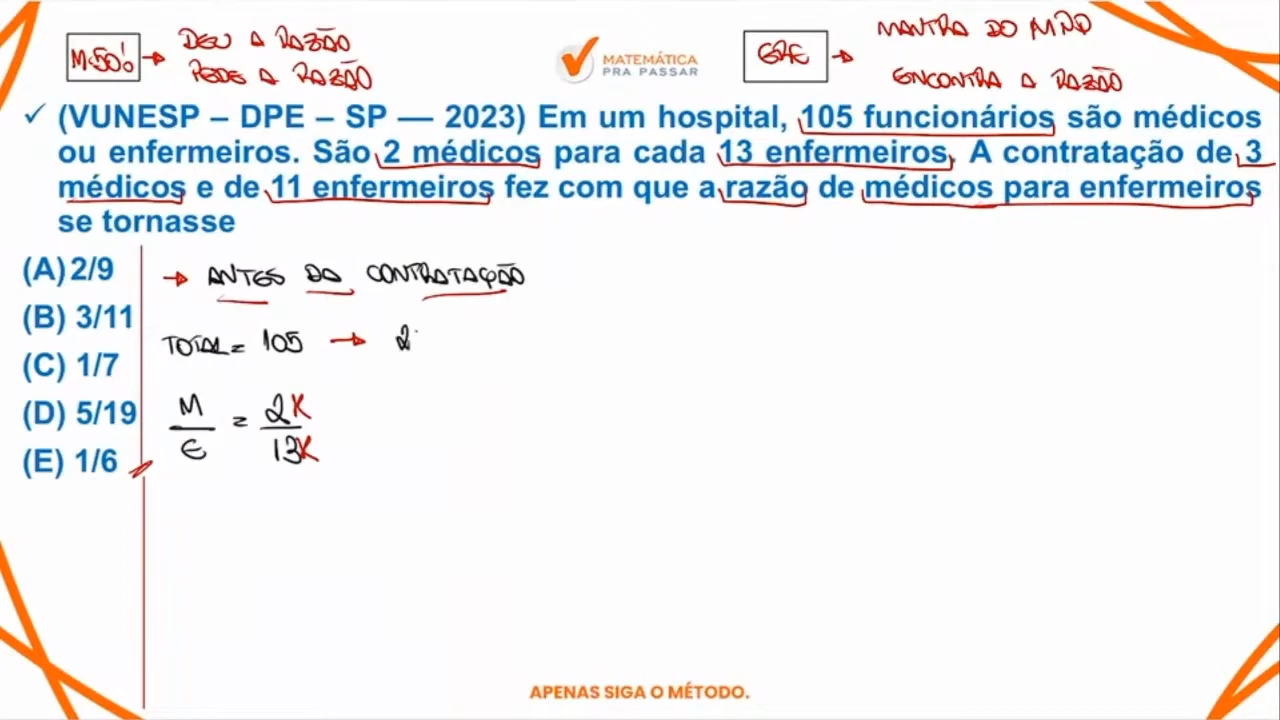 M.50'
→ DEU A RAZÃO
PEDE A RAZÃO
MATEMÁTICA
PRA PASSAR
→ MANTRA DO MPP
ENCONTRA A RAZÃO
✓ (VUNESP – DPE – SP — 2023) Em um hospital, 105 funcionários são médicos
ou enfermeiros. São 2 médicos para cada 13 enfermeiros. A contratação de 3
médicos e de 11 enfermeiros fez com que a razão de médicos para enfermeiros
se tornasse
(A) 2/9
(B) 3/11
(C) 1/7
(D) 5/19
(E) 1/6
→ ANTES DA CONTRATAÇÃO
TOTAL = 105 → 2
M/E = 2K/13K
APENAS SIGA O MÉTODO.